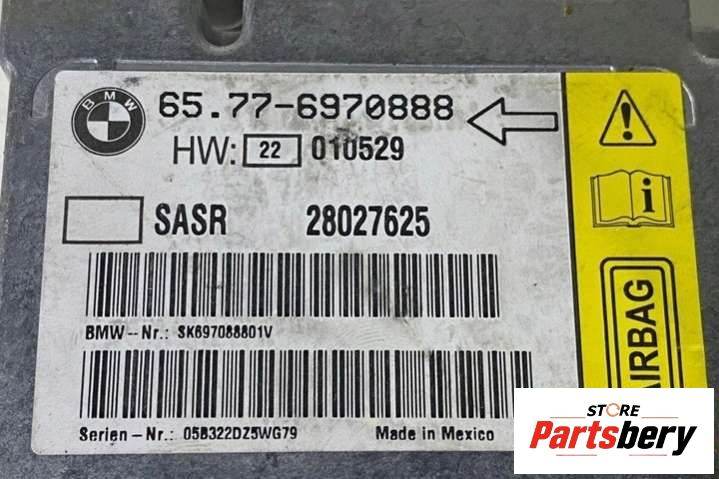 BMW
65.77-6970888
HW: 22 010529
SASR 28027625
BMW-Nr.: SK697088801V
Serien-Nr.: 05B322DZ5WG79 Made in Mexico
i
AIRBAG
STORE
Partsbery